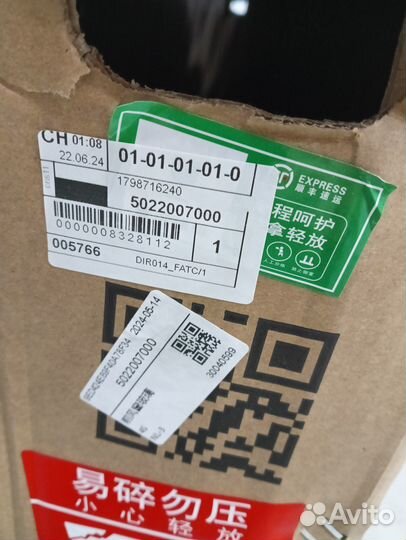 CH 01:08
22.06.24
01-01-01-01-0
1798716240
5022007000
0000008328112
1
005766
DIR014_FATC/1
EXPRESS
顺丰速运
程呵护
拿轻放
2024-05-14
5022007000
30040599
易碎勿压
小心轻放
Avito